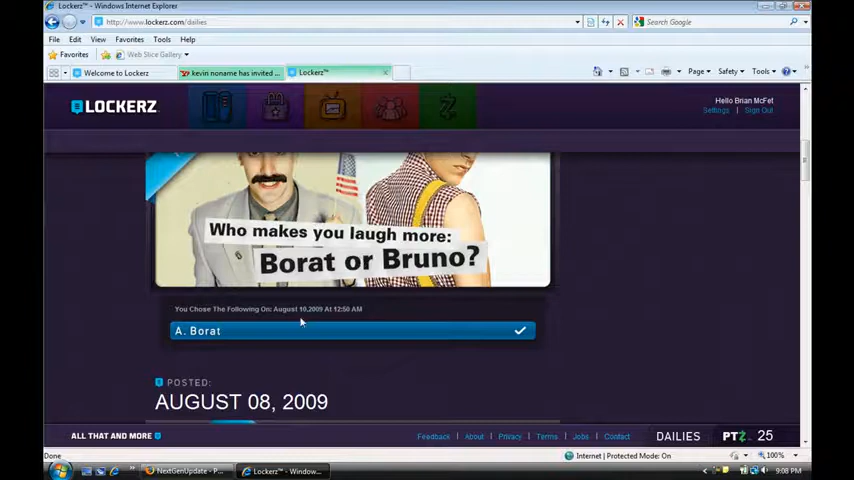 Lockerz™ - Windows Internet Explorer
http://www.lockerz.com/dailies
Google
File Edit View Favorites Tools Help
Favorites Web Slice Gallery
Welcome to Lockerz kevin noname has invited ... Lockerz™ Page Safety Tools
LOCKERZ
Hello Brian McFet
Settings | Sign Out
Who makes you laugh more:
Borat or Bruno?
You Chose The Following On: August 10,2009 At 12:50 AM
A. Borat
POSTED:
AUGUST 08, 2009
ALL THAT AND MORE Feedback | About | Privacy | Terms | Jobs | Contact DAILIES PTZ 25
Done Internet | Protected Mode: On 100%
NextGenUpdate - P... Lockerz™ - Window... 9:08 PM